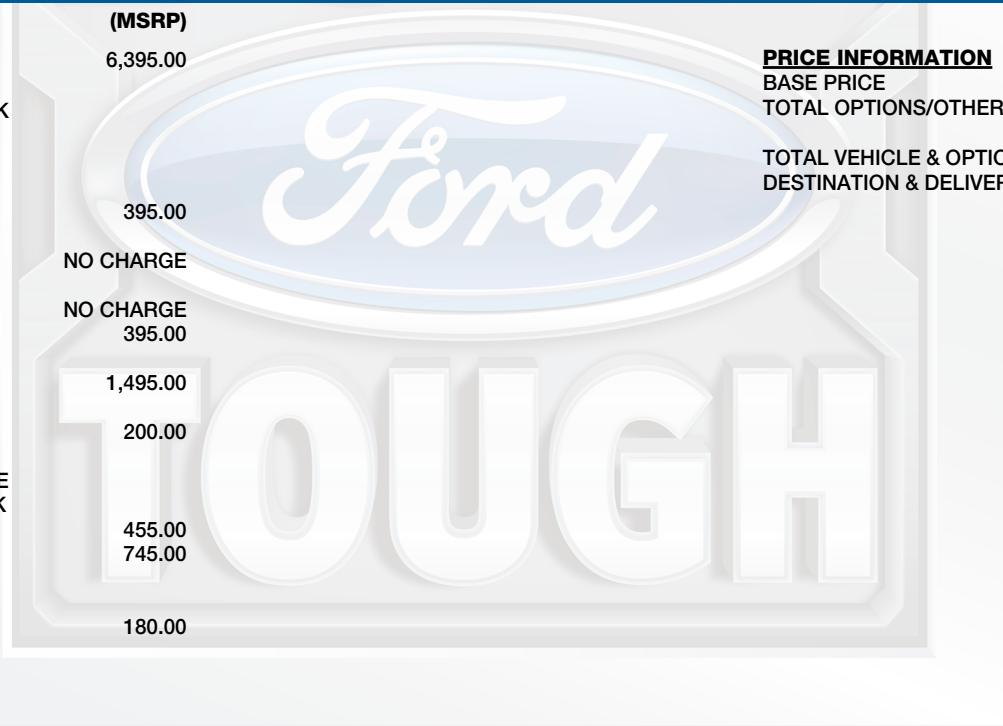 (MSRP)
6,395.00
K
395.00
NO CHARGE
NO CHARGE
395.00
1,495.00
200.00
E
K
455.00
745.00
180.00
PRICE INFORMATION
BASE PRICE
TOTAL OPTIONS/OTHER
TOTAL VEHICLE & OPTIO
DESTINATION & DELIVER
Ford
TOUGH